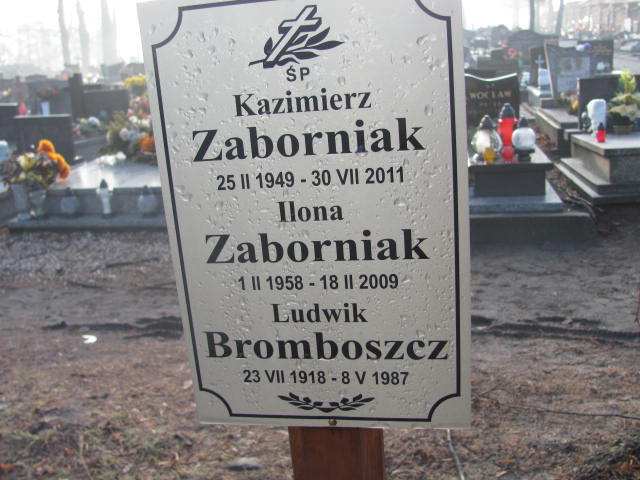 ŚP
Kazimierz
Zaborniak
25 II 1949 - 30 VII 2011
Ilona
Zaborniak
1 II 1958 - 18 II 2009
Ludwik
Bromboszcz
23 VII 1918 - 8 V 1987
WOCŁAW